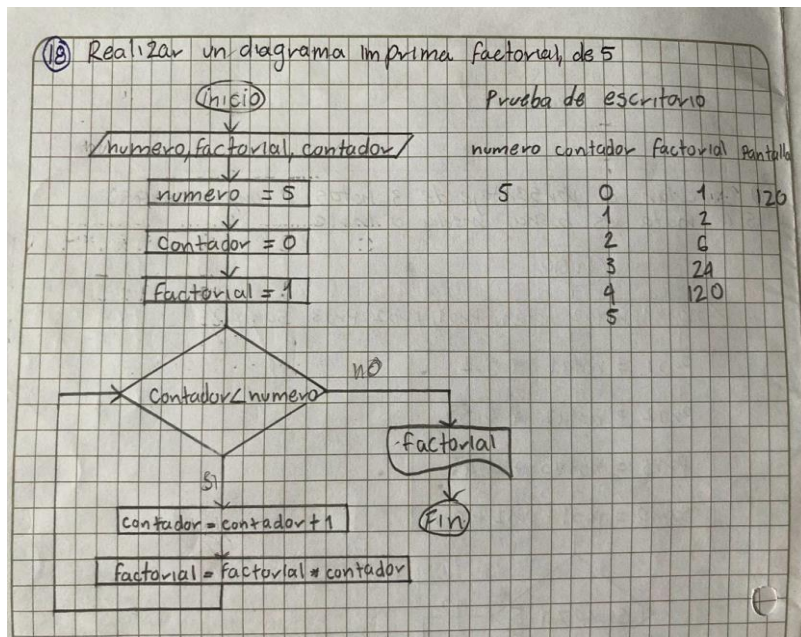 18 Realizar un diagrama imprima factorial, de 5
inicio
Prueba de escritorio
numero, factorial, contador
numero contador factorial Pantalla
numero = 5
5 0 1 120
1 2
contador = 0
2 6
3 24
factorial = 1
4 120
5
no
contador < numero
factorial
Si
contador = contador + 1
Fin
factorial = factorial * contador